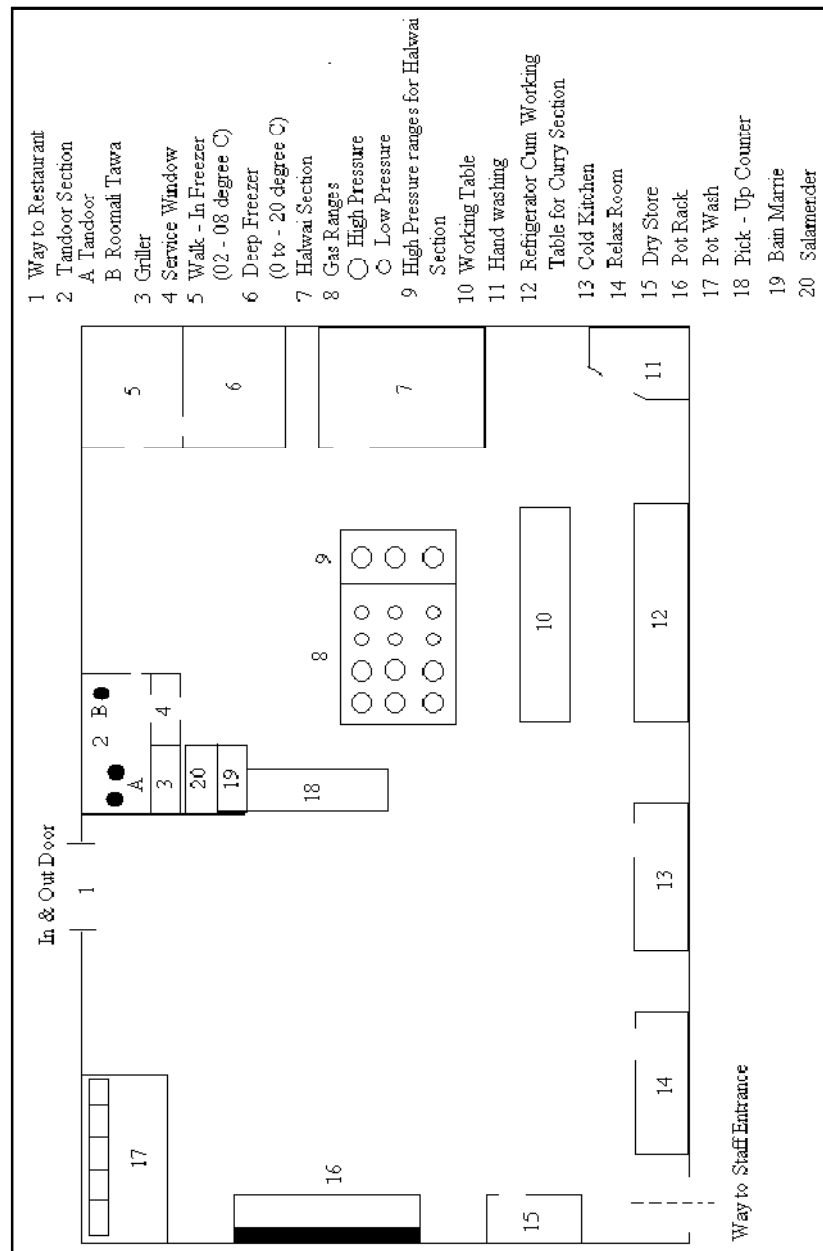 In & Out Door
1
2
A
B
3
4
5
17
20
19
6
18
8
9
7
16
10
15
14
13
12
11
Way to Staff Entrance
1 Way to Restaurant
2 Tandoor Section
A Tandoor
B Roomali Tawa
3 Griller
4 Service Window
5 Walk - In Freezer
(02 - 08 degree C)
6 Deep Freezer
(0 to - 20 degree C)
7 Halwai Section
8 Gas Ranges
High Pressure
Low Pressure
9 High Pressure ranges for Halwai
Section
10 Working Table
11 Hand washing
12 Refrigerator Cum Working
Table for Curry Section
13 Cold Kitchen
14 Relax Room
15 Dry Store
16 Pot Rack
17 Pot Wash
18 Pick - Up Counter
19 Bain Marrie
20 Salamender